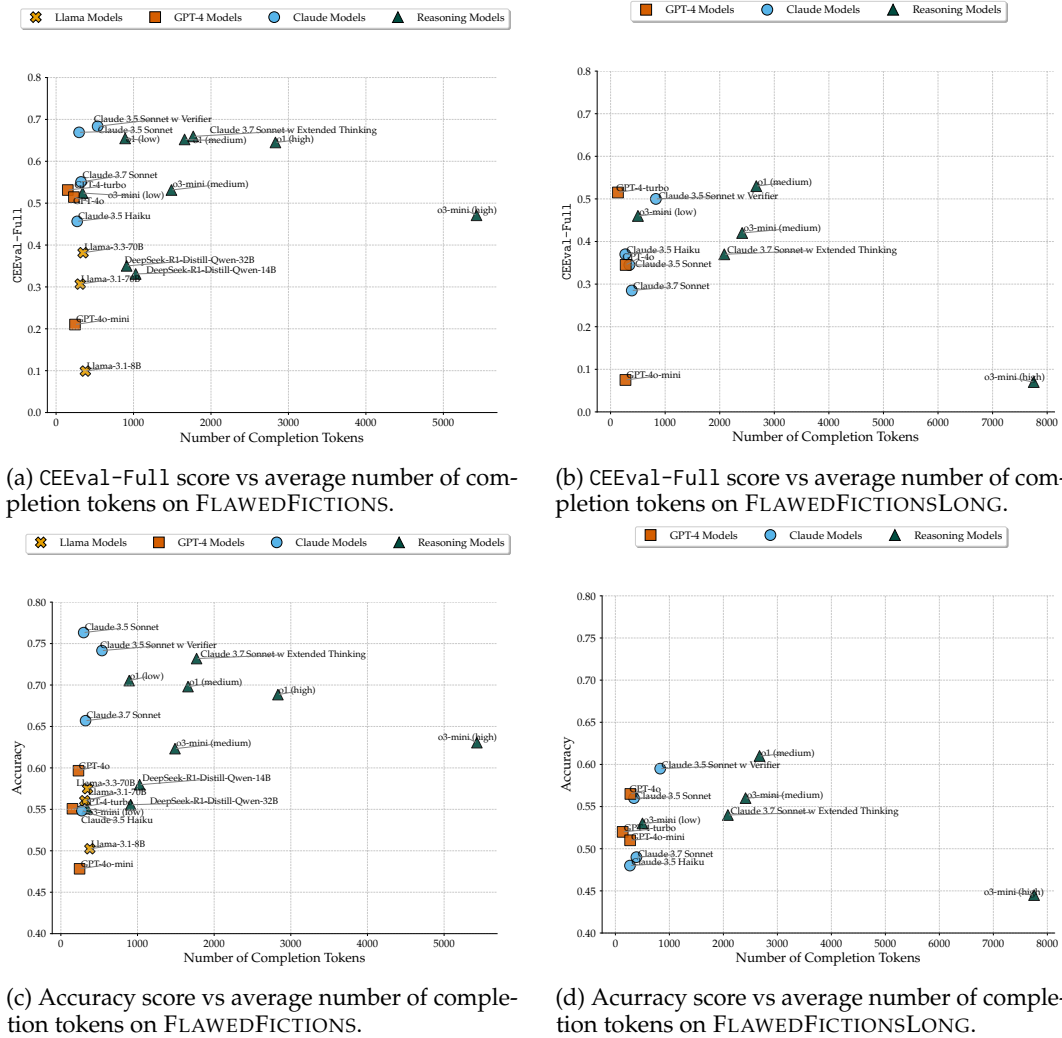 Llama Models GPT-4 Models Claude Models Reasoning Models
0.8
0.7
0.6
0.5
0.4
0.3
0.2
0.1
0.0
CEEval-Full
Claude 3.5 Sonnet w Verifier
Claude 3.5 Sonnet
o1 (low)
Claude 3.7 Sonnet w Extended Thinking
o1 (medium)
o1 (high)
Claude 3.7 Sonnet
GPT-4-turbo
o3-mini (low)
o3-mini (medium)
GPT-4o
o3-mini (high)
Claude 3.5 Haiku
Llama-3.3-70B
DeepSeek-R1-Distill-Qwen-32B
DeepSeek-R1-Distill-Qwen-14B
Llama-3.1-70B
GPT-4o-mini
Llama-3.1-8B
0 1000 2000 3000 4000 5000
Number of Completion Tokens
(a) CEEval-Full score vs average number of com-
pletion tokens on FLAWEDFICTIONS.
GPT-4 Models Claude Models Reasoning Models
0.8
0.7
0.6
0.5
0.4
0.3
0.2
0.1
0.0
CEEval-Full
o1 (medium)
GPT-4-turbo
Claude 3.5 Sonnet w Verifier
o3-mini (low)
o3-mini (medium)
Claude 3.5 Haiku
Claude 3.7 Sonnet w Extended Thinking
GPT-4o
Claude 3.5 Sonnet
Claude 3.7 Sonnet
GPT-4o-mini
o3-mini (high)
0 1000 2000 3000 4000 5000 6000 7000 8000
Number of Completion Tokens
(b) CEEval-Full score vs average number of com-
pletion tokens on FLAWEDFICTIONSLONG.
Llama Models GPT-4 Models Claude Models Reasoning Models
0.80
0.75
0.70
0.65
0.60
0.55
0.50
0.45
0.40
Accuracy
Claude 3.5 Sonnet
Claude 3.5 Sonnet w Verifier
Claude 3.7 Sonnet w Extended Thinking
o1 (low)
o1 (medium)
o1 (high)
Claude 3.7 Sonnet
o3-mini (medium)
o3-mini (high)
GPT-4o
Llama-3.3-70B
DeepSeek-R1-Distill-Qwen-14B
Llama-3.1-70B
GPT-4-turbo
DeepSeek-R1-Distill-Qwen-32B
o3-mini (low)
Claude 3.5 Haiku
Llama-3.1-8B
GPT-4o-mini
0 1000 2000 3000 4000 5000
Number of Completion Tokens
(c) Accuracy score vs average number of comple-
tion tokens on FLAWEDFICTIONS.
GPT-4 Models Claude Models Reasoning Models
0.80
0.75
0.70
0.65
0.60
0.55
0.50
0.45
0.40
Accuracy
o1 (medium)
Claude 3.5 Sonnet w Verifier
GPT-4o
Claude 3.5 Sonnet
o3-mini (medium)
Claude 3.7 Sonnet w Extended Thinking
o3-mini (low)
GPT-4-turbo
GPT-4o-mini
Claude 3.7 Sonnet
Claude 3.5 Haiku
o3-mini (high)
0 1000 2000 3000 4000 5000 6000 7000 8000
Number of Completion Tokens
(d) Acurracy score vs average number of comple-
tion tokens on FLAWEDFICTIONSLONG.